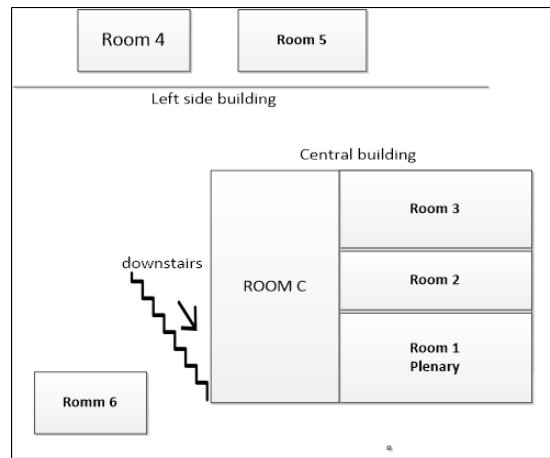 Room 4
Room 5
Left side building
Central building
Room 3
downstairs
ROOM C
Room 2
Room 1
Plenary
Romm 6